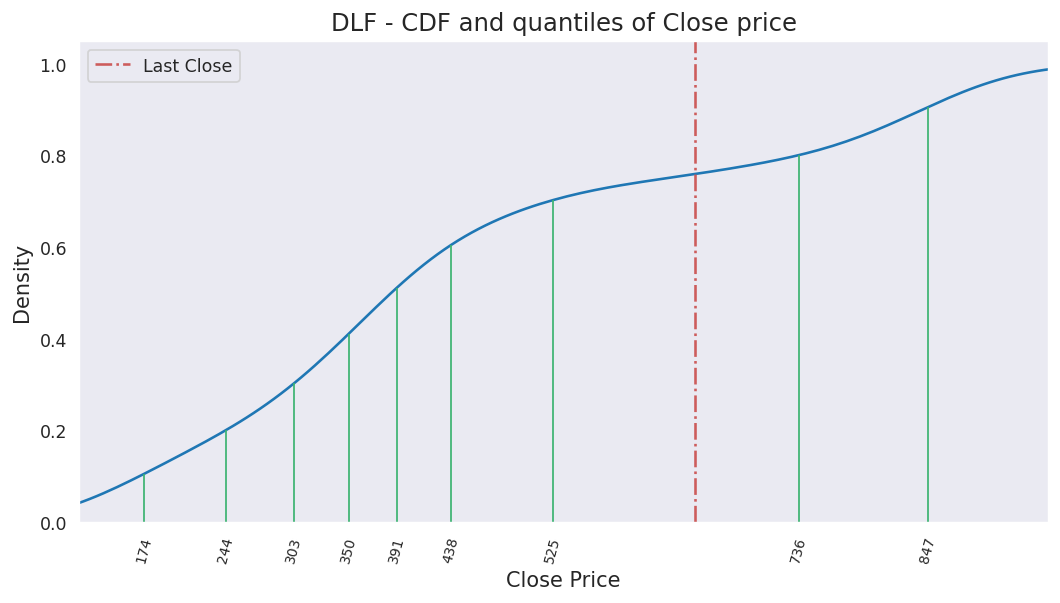 DLF - CDF and quantiles of Close price
Last Close
1.0
0.8
0.6
0.4
0.2
0.0
Density
174 244 303 350 391 438 525 736 847
Close Price